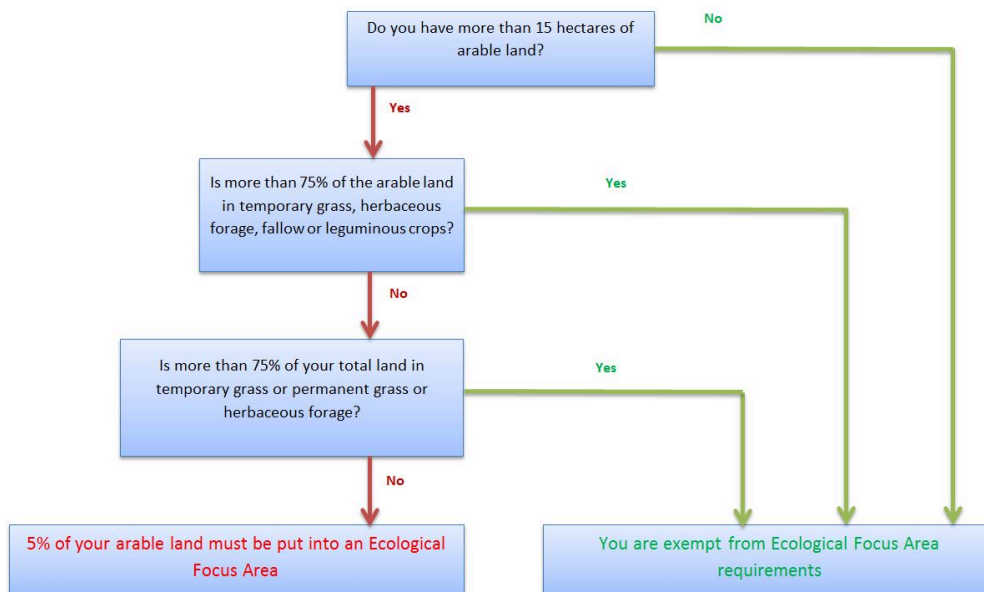 Do you have more than 15 hectares of
arable land?
No
Yes
Is more than 75% of the arable land
in temporary grass, herbaceous
forage, fallow or leguminous crops?
Yes
No
Is more than 75% of your total land in
temporary grass or permanent grass or
herbaceous forage?
Yes
No
5% of your arable land must be put into an Ecological
Focus Area
You are exempt from Ecological Focus Area
requirements